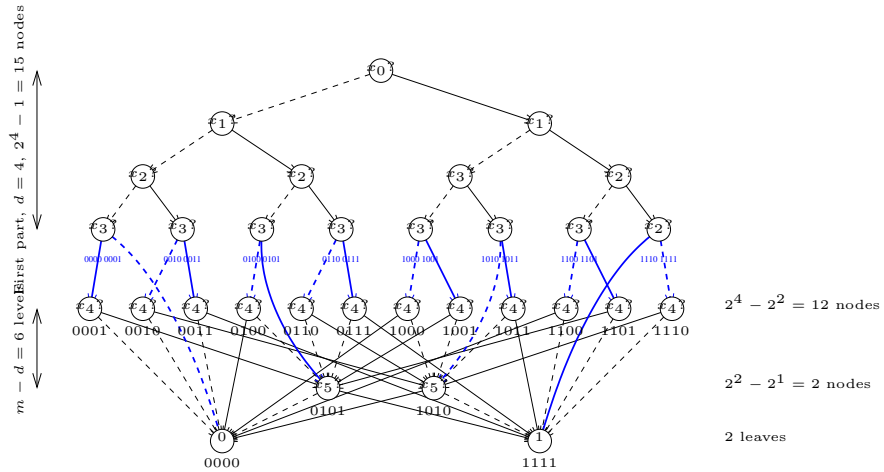 x0?
x1? x1?
x2? x2? x3? x2?
x3? x3? x3? x3? x3? x3? x3? x2?
0000 0001 0010 0011 0100 0101 0110 0111 1000 1001 1010 1011 1100 1101 1110 1111
x4? x4? x4? x4? x4? x4? x4? x4? x4? x4? x4? x4?
0001 0010 0011 0100 0110 0111 1000 1001 1011 1100 1101 1110
2^4 − 2^2 = 12 nodes
x5 x5
0101 1010
2^2 − 2^1 = 2 nodes
0 1
0000 1111
2 leaves
First part, d = 4, 2^4 − 1 = 15 nodes
m − d = 6 levels